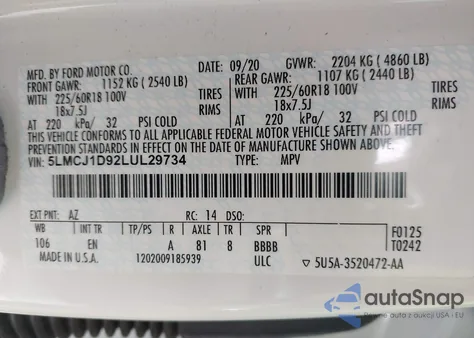 MFD. BY FORD MOTOR CO. DATE: 09/20 GVWR: 2204 KG ( 4860 LB)
FRONT GAWR: 1152 KG ( 2540 LB) REAR GAWR: 1107 KG ( 2440 LB)
WITH 225/60R18 100V TIRES WITH 225/60R18 100V TIRES
18x7.5J RIMS 18x7.5J RIMS
AT 220 kPa/ 32 PSI COLD AT 220 kPa/ 32 PSI COLD
THIS VEHICLE CONFORMS TO ALL APPLICABLE FEDERAL MOTOR VEHICLE SAFETY AND THEFT
PREVENTION STANDARDS IN EFFECT ON THE DATE OF MANUFACTURE SHOWN ABOVE.
VIN: 5LMCJ1D92LUL29734 TYPE: MPV
EXT PNT: AZ RC: 14 DSO:
WB INT TR TP/PS R AXLE TR SPR F0125
106 EN A 81 8 BBBB T0242
MADE IN U.S.A. 1202009185939 ULC ▽ 5U5A-3520472-AA
autoSnap